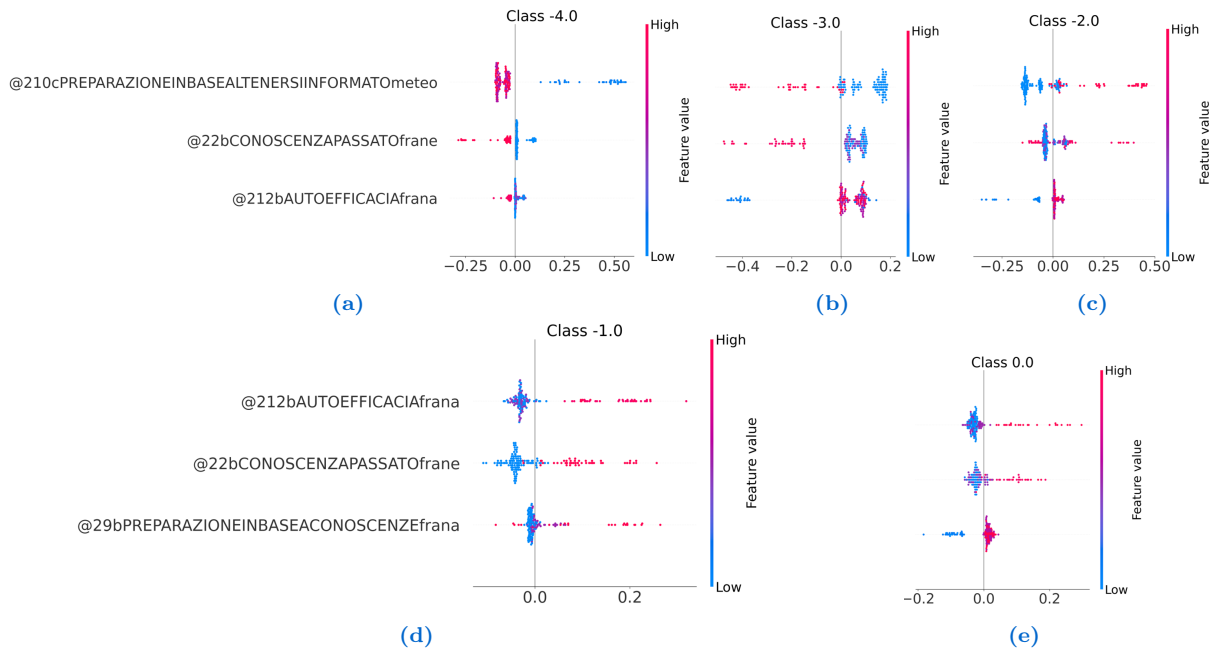 Class -4.0
High
@210cPREPARAZIONEINBASEALTENERSIINFORMATOmeteo
@22bCONOSCENZAPASSATOfrane
@212bAUTOEFFICACIAfrana
Feature value
Low
−0.25 0.00 0.25 0.50
(a)
Class -3.0
High
Feature value
Low
−0.4 −0.2 0.0 0.2
(b)
Class -2.0
High
Feature value
Low
−0.25 0.00 0.25 0.50
(c)
Class -1.0
High
@212bAUTOEFFICACIAfrana
@22bCONOSCENZAPASSATOfrane
@29bPREPARAZIONEINBASEACONOSCENZEfrana
Feature value
Low
0.0 0.2
(d)
Class 0.0
High
Feature value
Low
−0.2 0.0 0.2
(e)